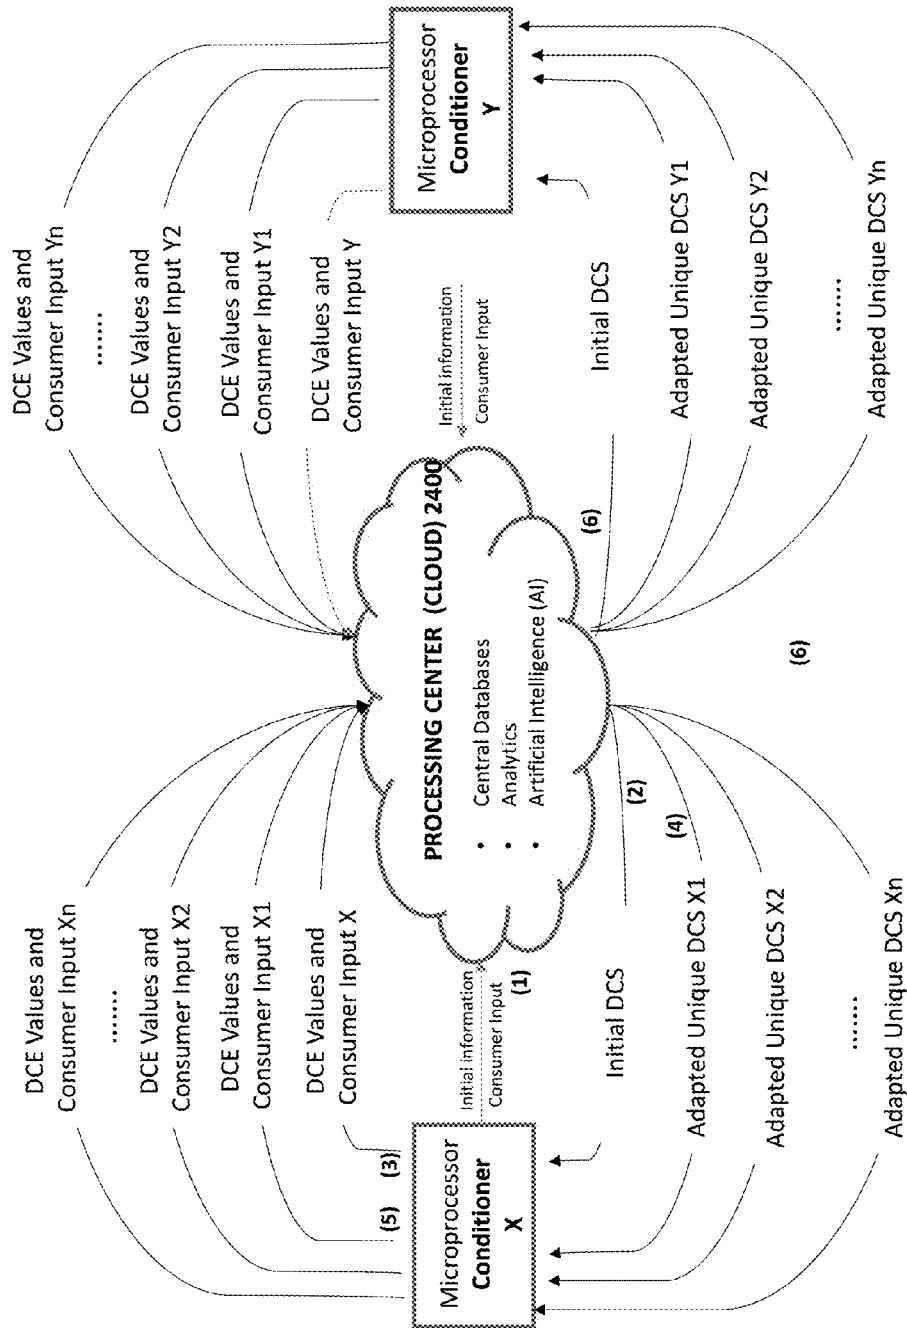 DCE Values and
Consumer Input Xn
.......
DCE Values and
Consumer Input X2
DCE Values and
Consumer Input X1
DCE Values and
Consumer Input X
(5)
(3)
Microprocessor
Conditioner
X
Initial information
Consumer Input
(1)
Initial DCS
(2)
(4)
Adapted Unique DCS X1
Adapted Unique DCS X2
.......
Adapted Unique DCS Xn
PROCESSING CENTER (CLOUD) 2400
• Central Databases
• Analytics
• Artificial Intelligence (AI)
DCE Values and
Consumer Input Yn
.......
DCE Values and
Consumer Input Y2
DCE Values and
Consumer Input Y1
DCE Values and
Consumer Input Y
Initial information
Consumer Input
Microprocessor
Conditioner
Y
(6)
Initial DCS
Adapted Unique DCS Y1
Adapted Unique DCS Y2
.......
Adapted Unique DCS Yn
(6)